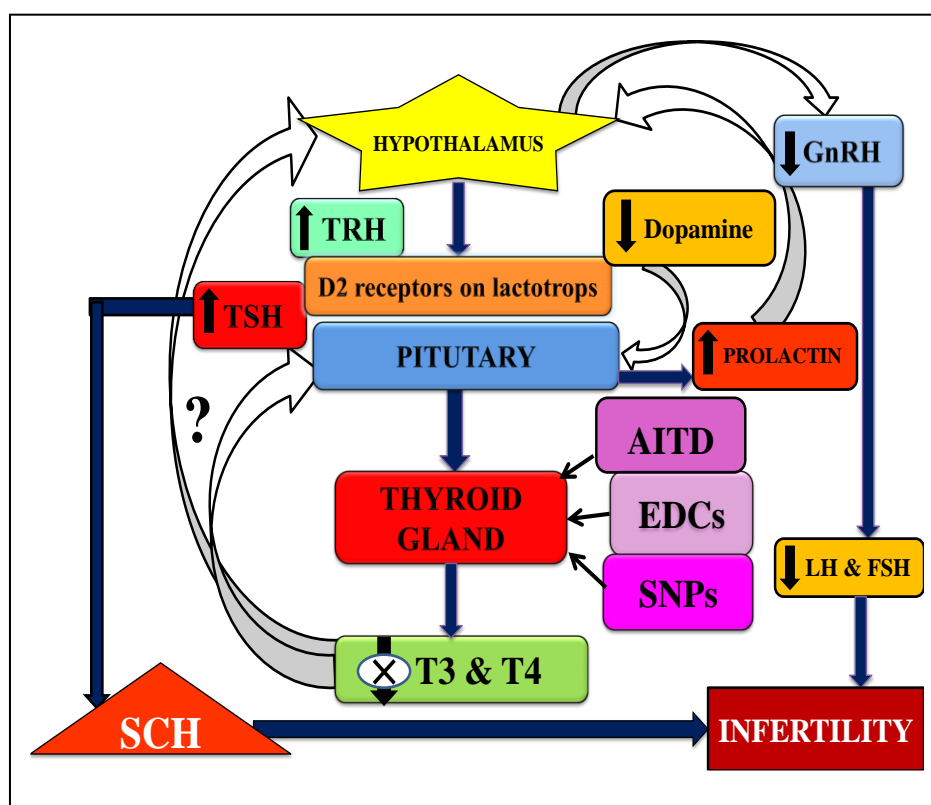 HYPOTHALAMUS
GnRH
TRH
Dopamine
D2 receptors on lactotrops
TSH
PITUTARY
PROLACTIN
?
AITD
THYROID
GLAND
EDCs
LH & FSH
SNPs
X T3 & T4
SCH
INFERTILITY